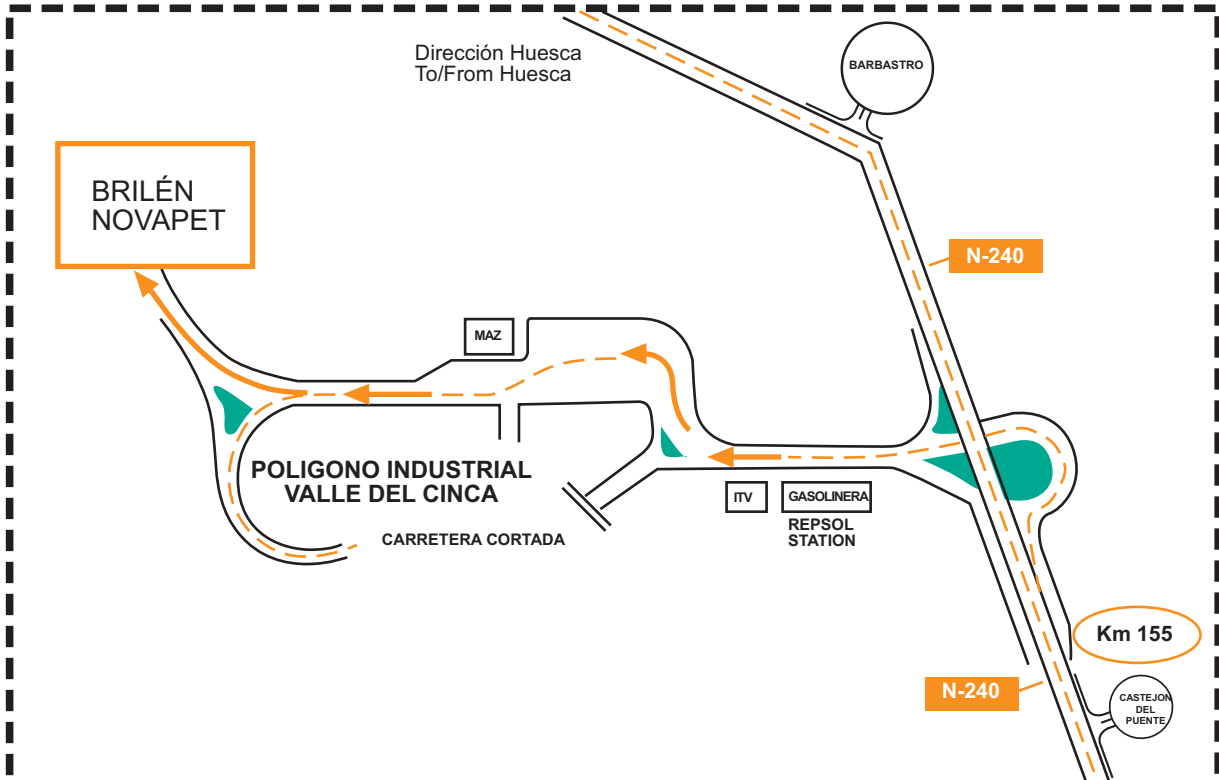 Dirección Huesca
To/From Huesca
BARBASTRO
BRILÉN
NOVAPET
N-240
MAZ
POLIGONO INDUSTRIAL
VALLE DEL CINCA
CARRETERA CORTADA
ITV
GASOLINERA
REPSOL
STATION
Km 155
N-240
CASTEJON
DEL
PUENTE